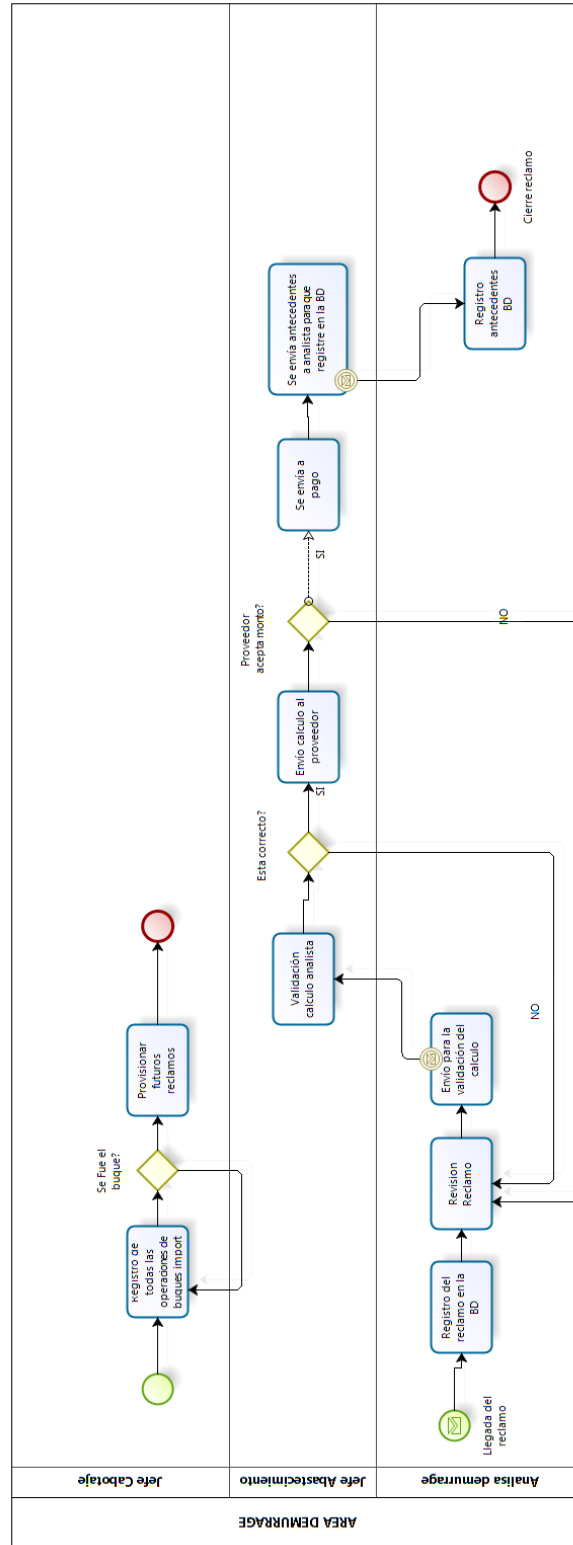 AREA DEMURRAGE
Jefe Cabotaje
Registro de
todas las
operaciones de
buques import
Se Fue el
buque?
Provisionar
futuros
reclamos
Jefe Abastecimiento
Validación
calculo analista
Esta correcto?
SI
Envío calculo al
proveedor
Proveedor
acepta monto?
SI
Se envía a
pago
Se envía antecedentes
a analista para que
registre en la BD
Analisa demurrage
Llegada del
reclamo
Registro del
reclamo en la
BD
Revision
Reclamo
Envío para la
validación del
calculo
NO
NO
Registro
antecedentes
BD
Cierre reclamo